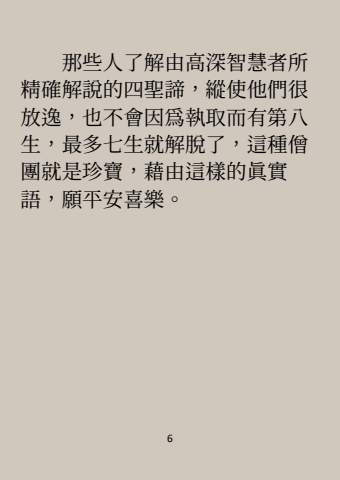 那些人了解由高深智慧者所
精確解說的四聖諦，縱使他們很
放逸，也不會因爲執取而有第八
生，最多七生就解脫了，這種僧
團就是珍寶，藉由這樣的眞實
語，願平安喜樂。
6